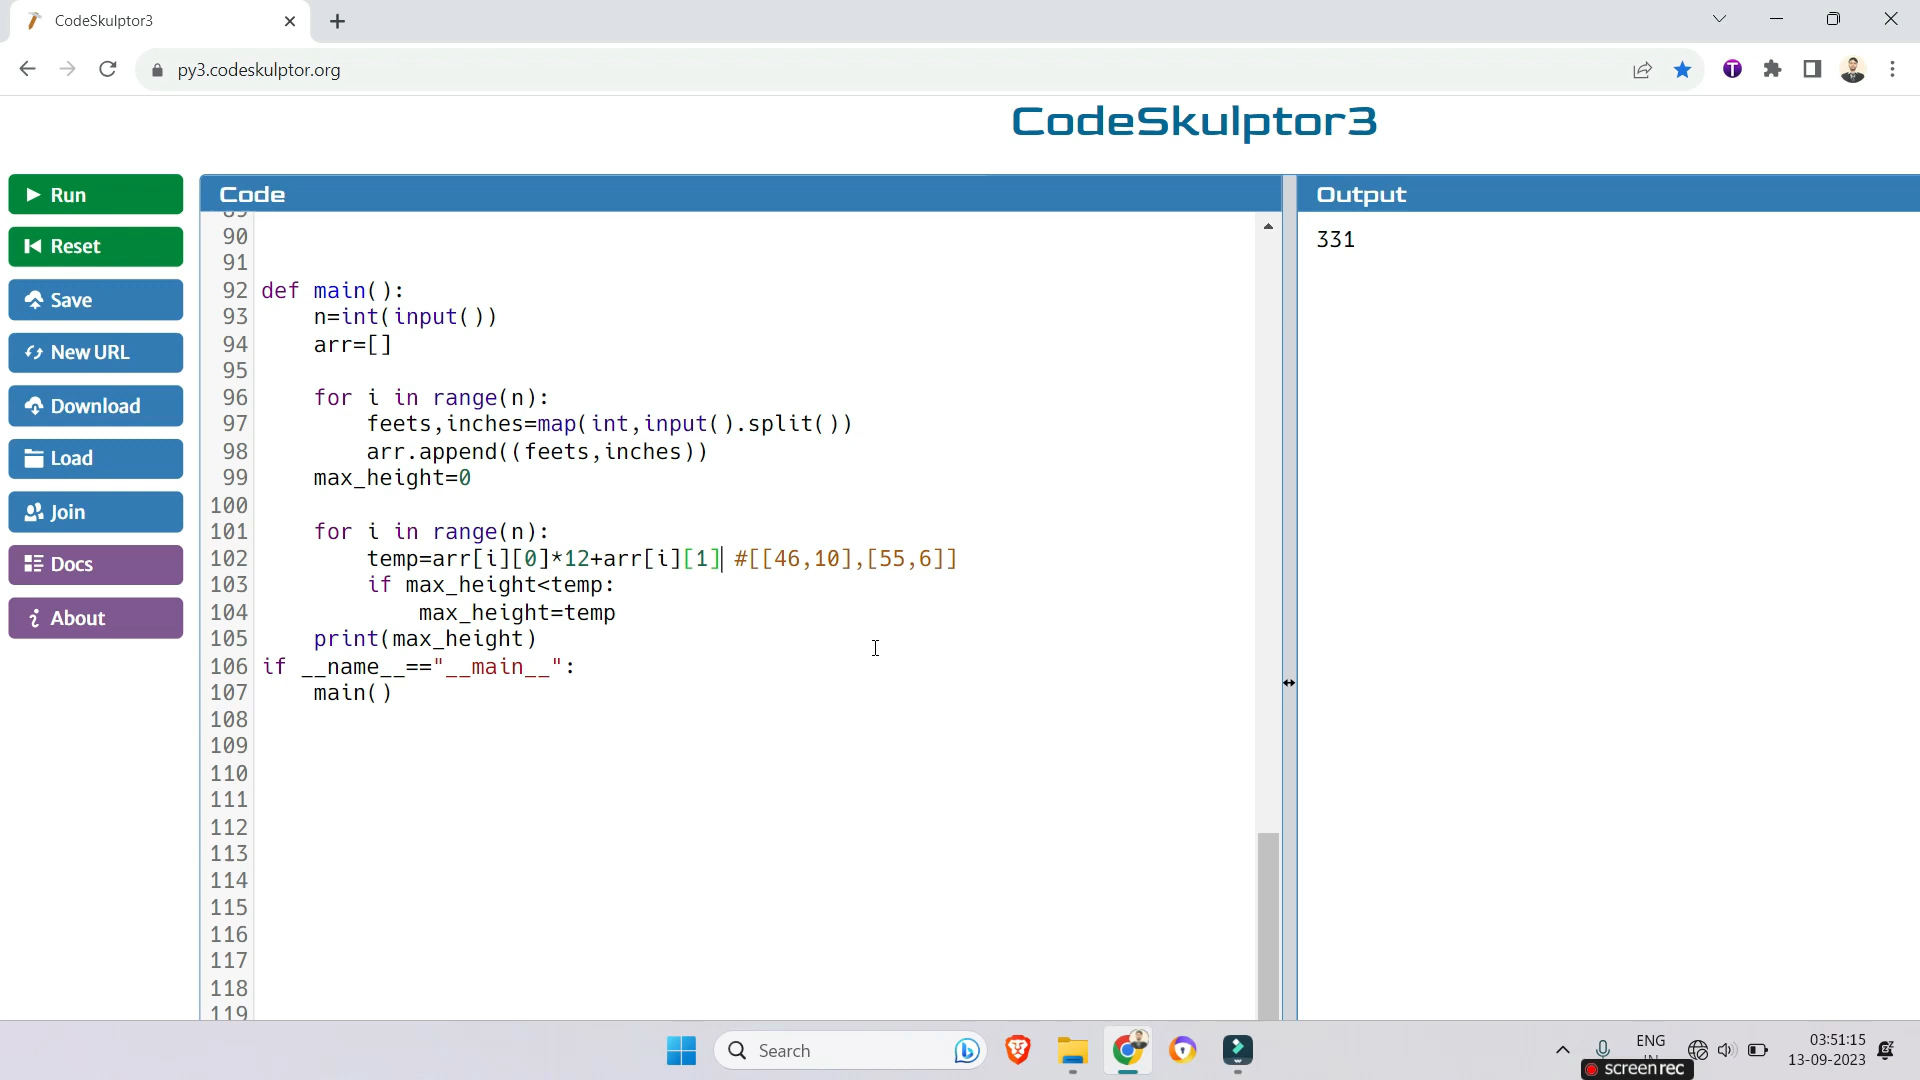 CodeSkulptor3
py3.codeskulptor.org
CodeSkulptor3
Run
Reset
Save
New URL
Download
Load
Join
Docs
About
Code
Output
331
89
90
91
92 def main():
93 n=int(input())
94 arr=[]
95
96 for i in range(n):
97 feets,inches=map(int,input().split())
98 arr.append((feets,inches))
99 max_height=0
100
101 for i in range(n):
102 temp=arr[i][0]*12+arr[i][1] #[[46,10],[55,6]]
103 if max_height<temp:
104 max_height=temp
105 print(max_height)
106 if __name__=="__main__":
107 main()
108
109
110
111
112
113
114
115
116
117
118
119
Search
ENG
IN
03:51:15
13-09-2023
screenrec